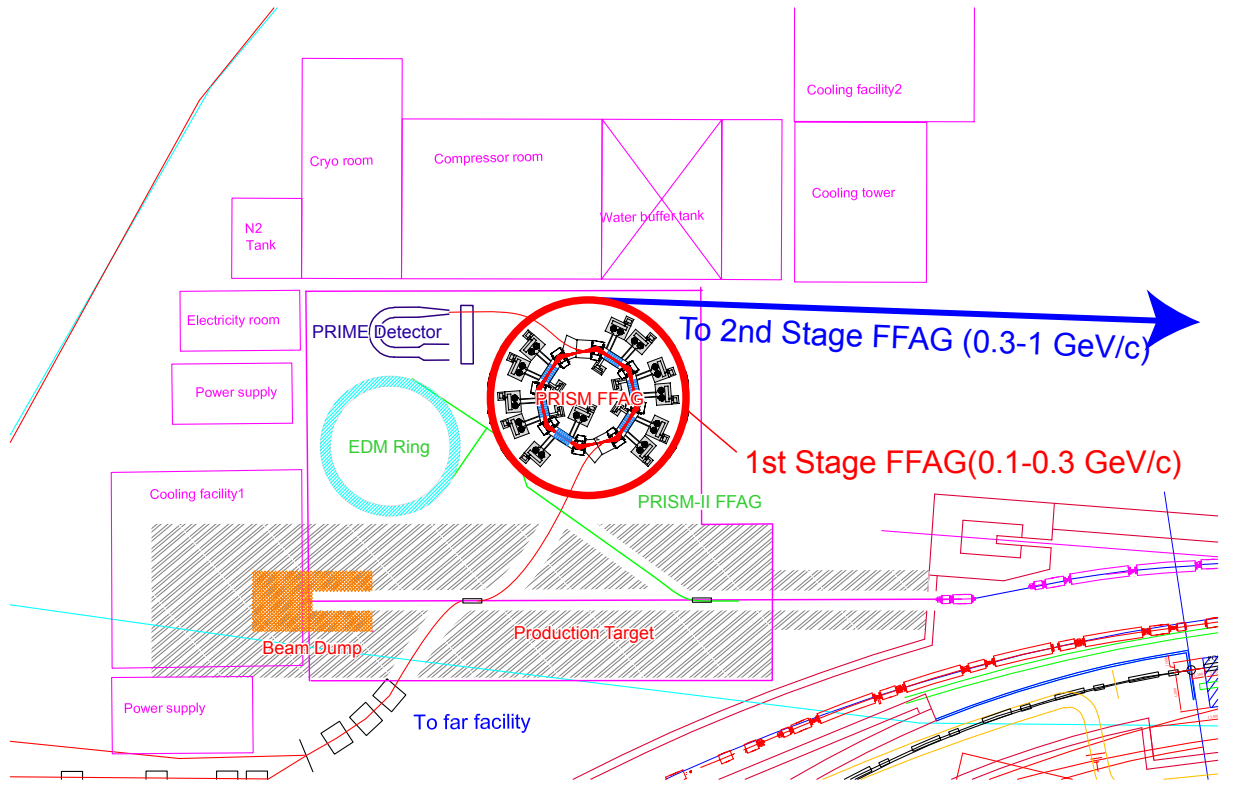 Cooling facility2
Cryo room
Compressor room
Cooling tower
Water buffer tank
N2
Tank
Electricity room
PRIME Detector
To 2nd Stage FFAG (0.3-1 GeV/c)
Power supply
PRISM FFAG
EDM Ring
1st Stage FFAG(0.1-0.3 GeV/c)
Cooling facility1
PRISM-II FFAG
Production Target
Beam Dump
Power supply
To far facility